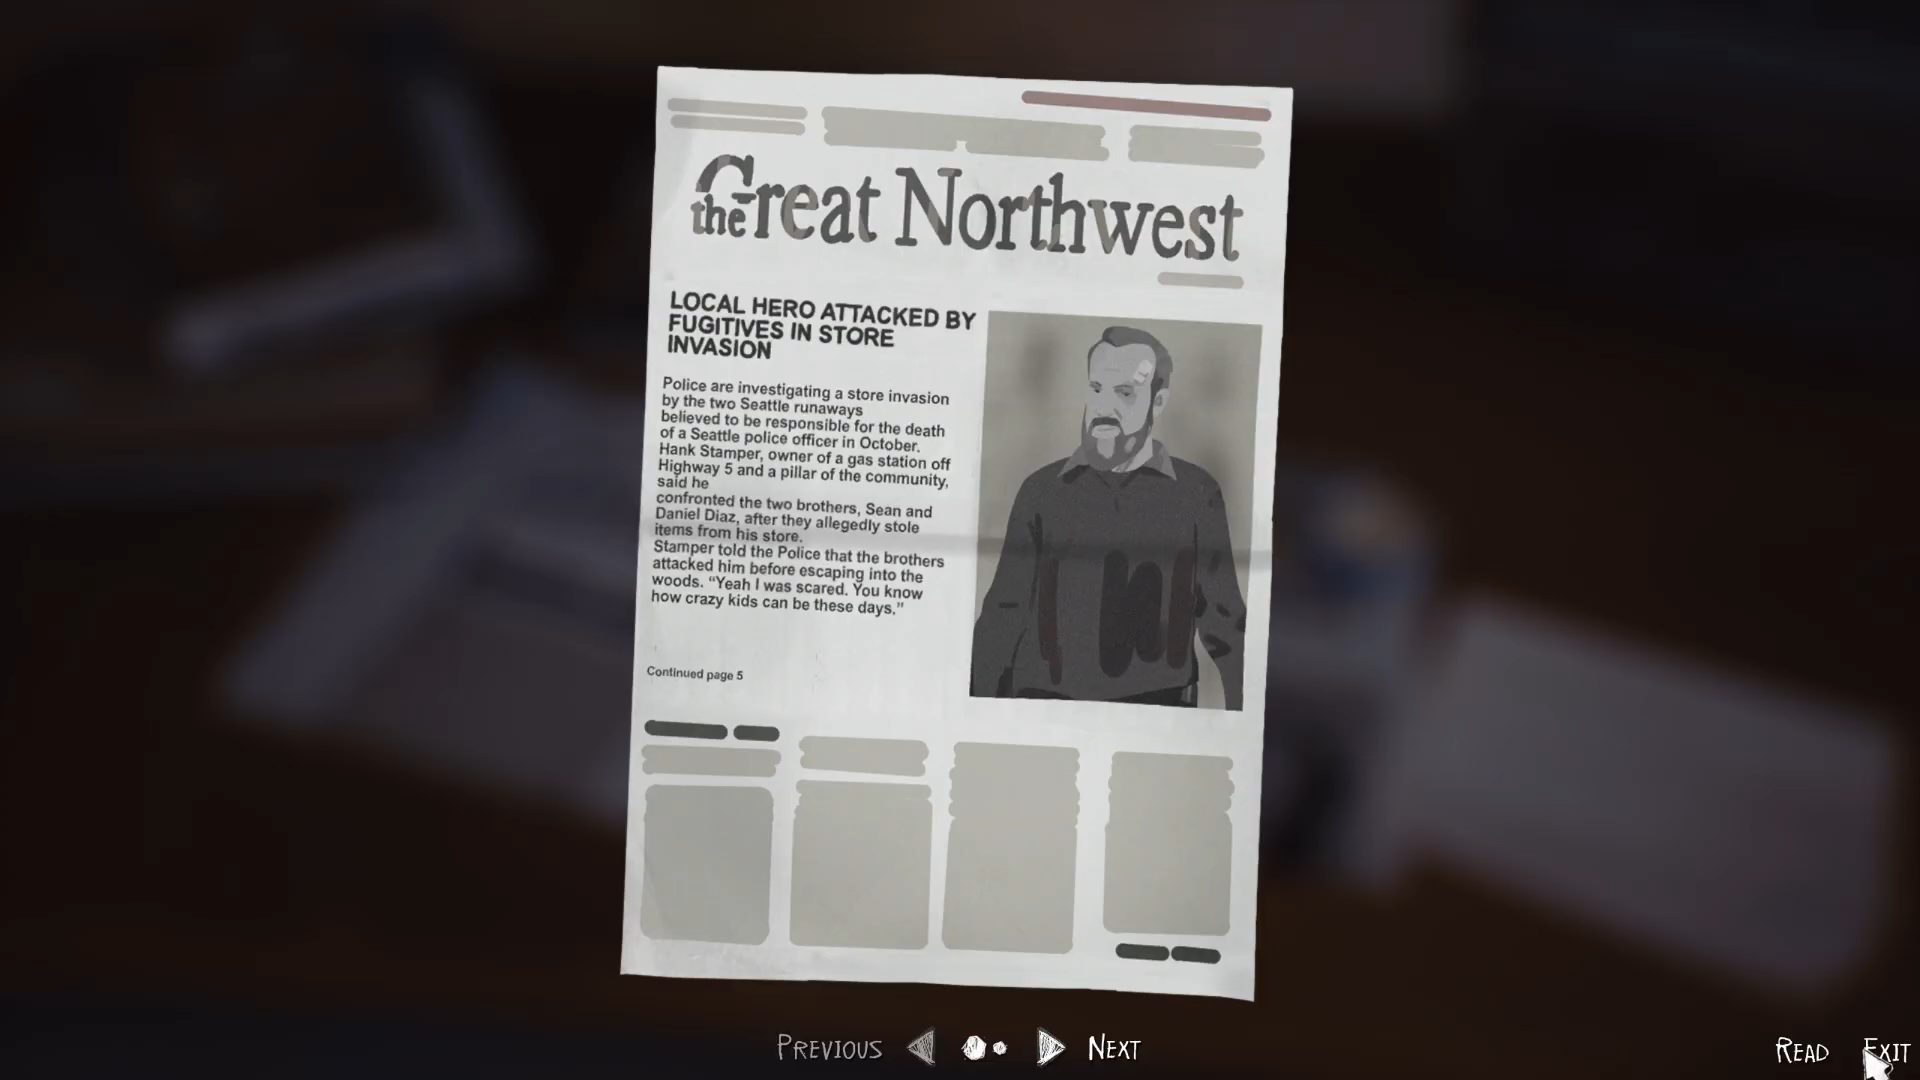 the Great Northwest
LOCAL HERO ATTACKED BY
FUGITIVES IN STORE
INVASION
Police are investigating a store invasion
by the two Seattle runaways
believed to be responsible for the death
of a Seattle police officer in October.
Hank Stamper, owner of a gas station off
Highway 5 and a pillar of the community,
said he
confronted the two brothers, Sean and
Daniel Diaz, after they allegedly stole
items from his store.
Stamper told the Police that the brothers
attacked him before escaping into the
woods. “Yeah I was scared. You know
how crazy kids can be these days.”
Continued page 5
PREVIOUS
NEXT
READ
EXIT